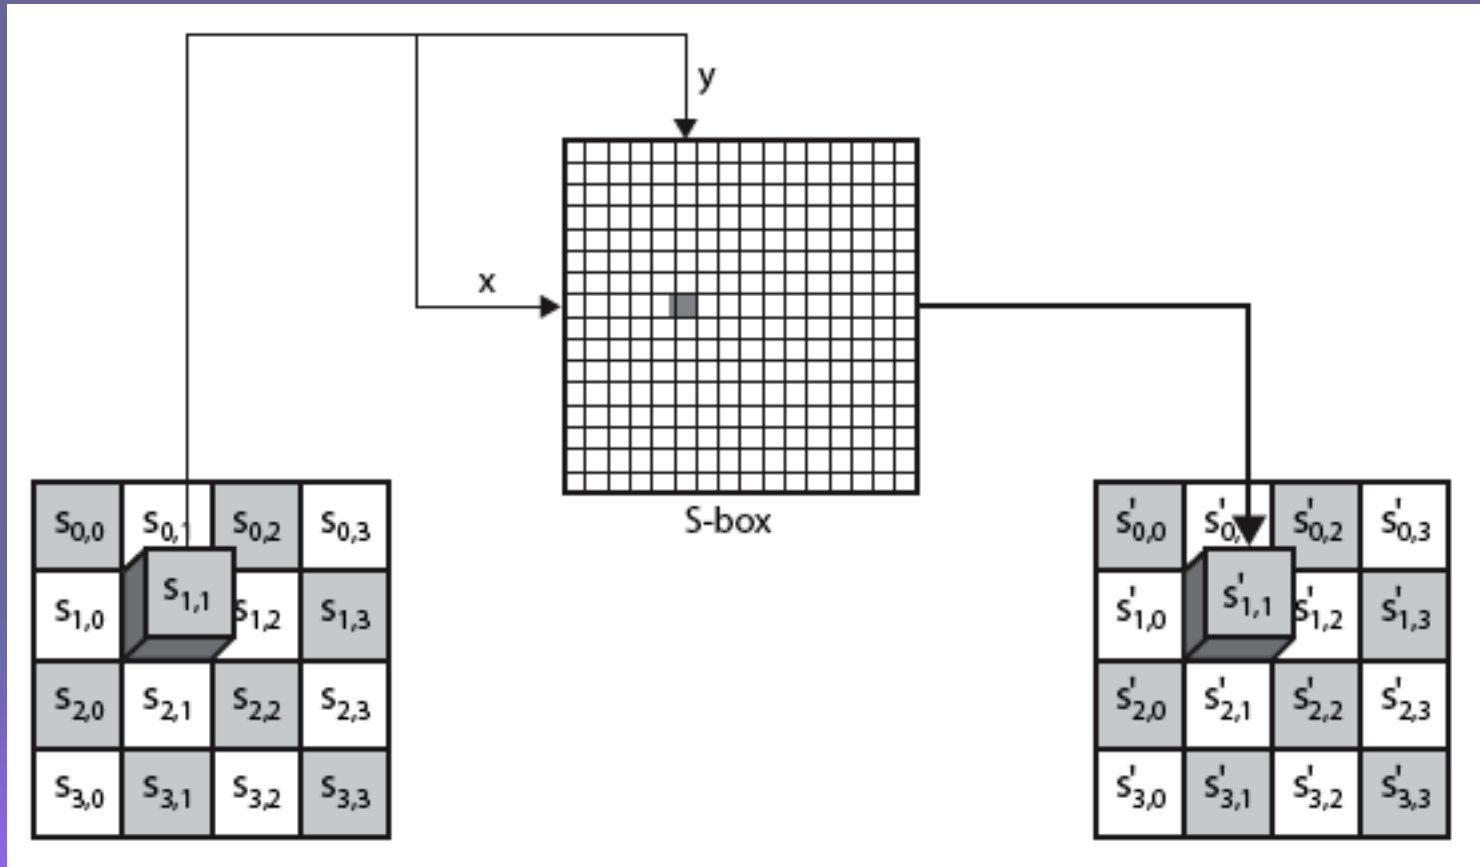 y
x
S-box
s0,0 s0,1 s0,2 s0,3
s1,0 s1,1 s1,2 s1,3
s2,0 s2,1 s2,2 s2,3
s3,0 s3,1 s3,2 s3,3
s'0,0 s'0, s'0,2 s'0,3
s'1,0 s'1,1 s'1,2 s'1,3
s'2,0 s'2,1 s'2,2 s'2,3
s'3,0 s'3,1 s'3,2 s'3,3